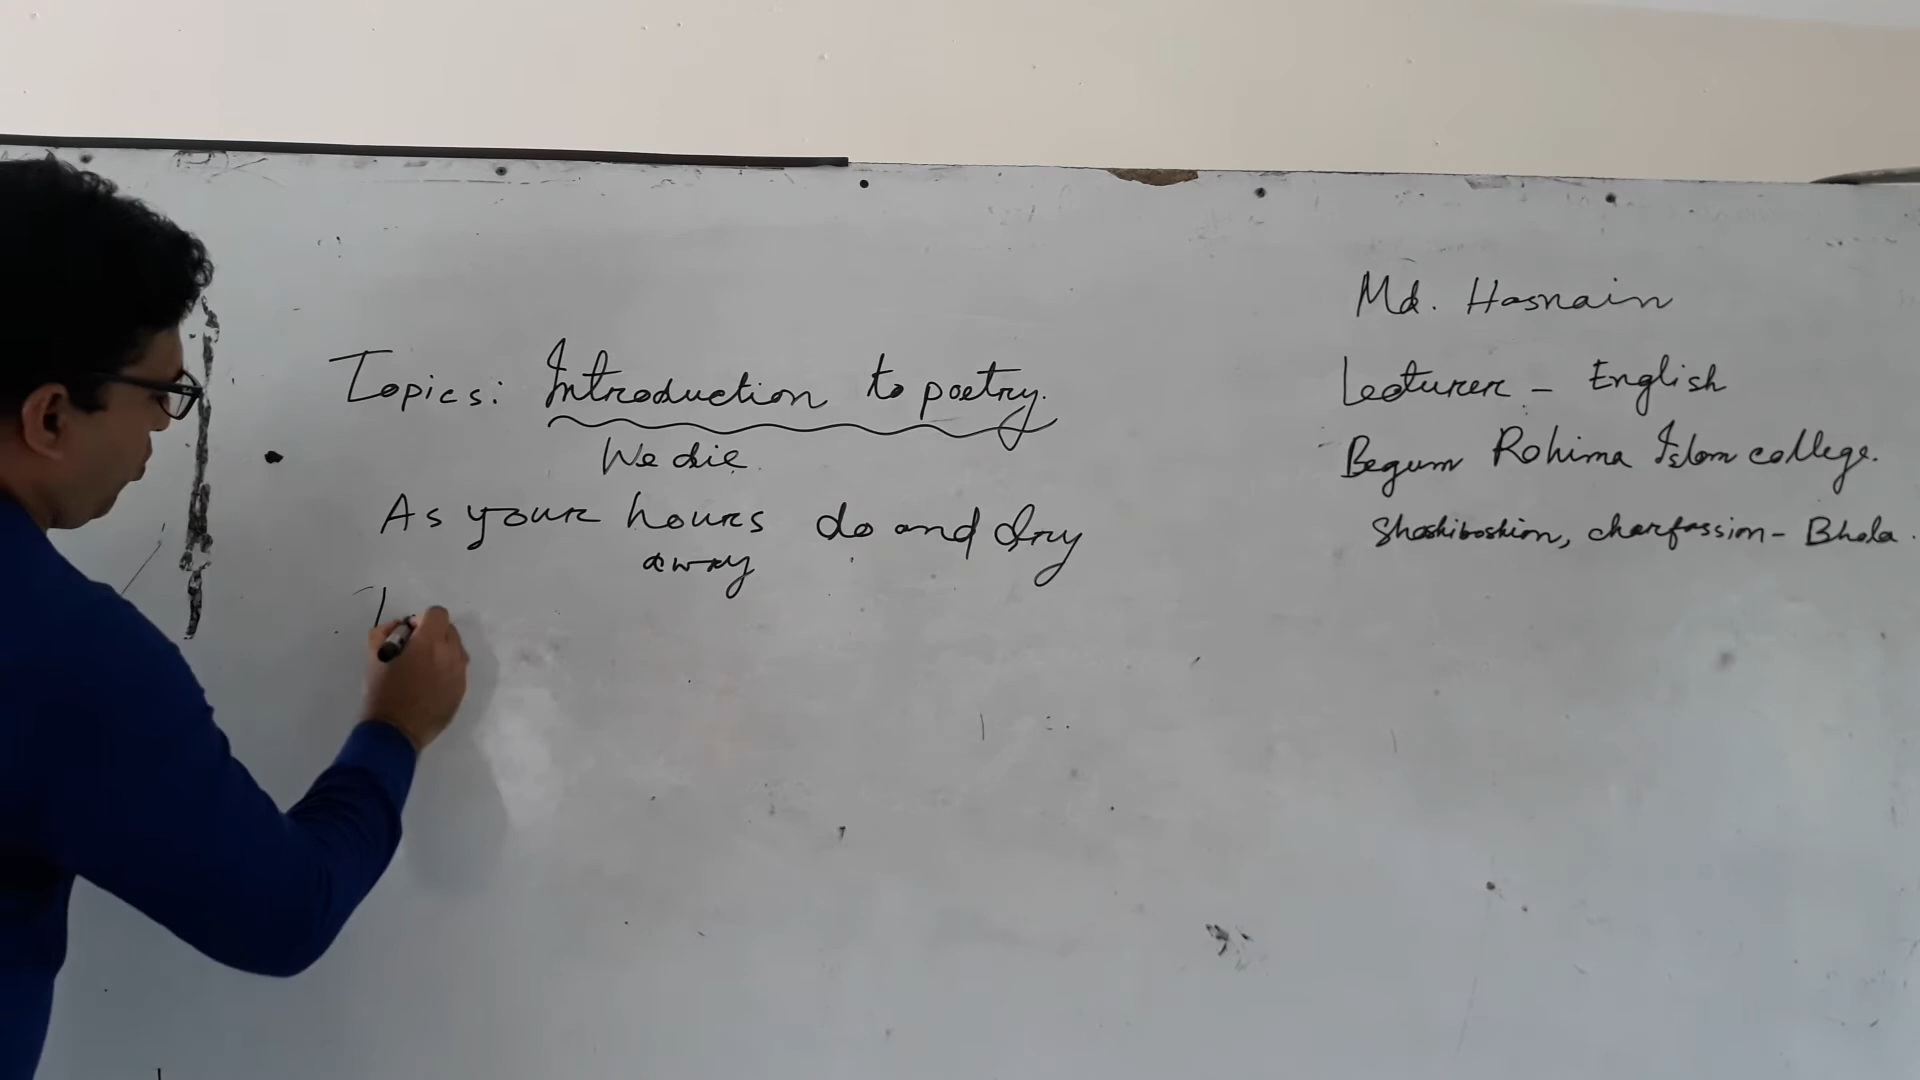 Topics: Introduction to poetry.
We die
As your hours do and dry
away
Md. Hasnain
Lecturer - English
Begum Rohima Islam college.
Shashiboshion, charfassion - Bhola.